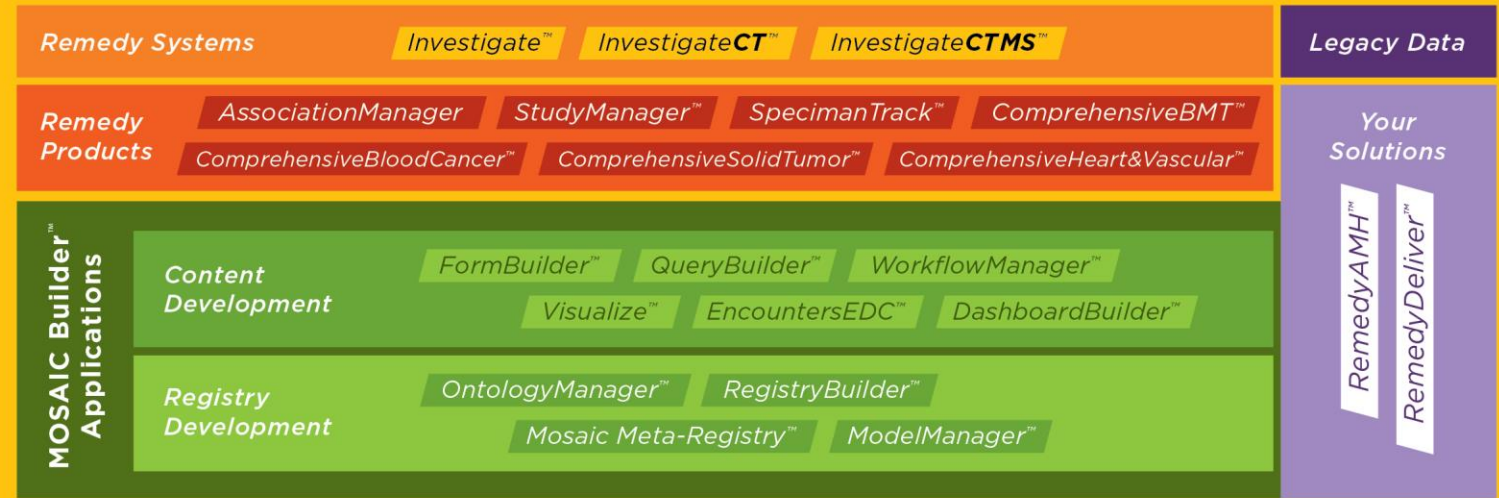 Remedy Systems
Investigate™ InvestigateCT™ InvestigateCTMS™
Legacy Data
Remedy
Products
AssociationManager StudyManager™ SpecimanTrack™ ComprehensiveBMT™
ComprehensiveBloodCancer™ ComprehensiveSolidTumor™ ComprehensiveHeart&Vascular™
Your
Solutions
RemedyAMH™
RemedyDeliver™
MOSAIC Builder™
Applications
Content
Development
FormBuilder™ QueryBuilder™ WorkflowManager™
Visualize™ EncountersEDC™ DashboardBuilder™
Registry
Development
OntologyManager™ RegistryBuilder™
Mosaic Meta-Registry™ ModelManager™